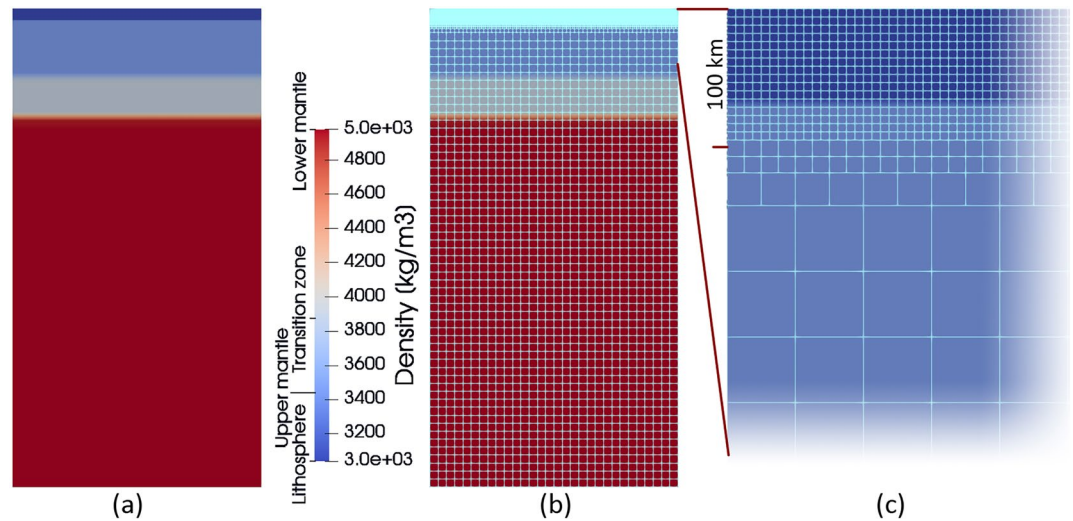 Lithosphere
Upper mantle
Transition zone
Lower mantle
5.0e+03
4800
4600
4400
4200
4000
3800
3600
3400
3200
3.0e+03
Density (kg/m3)
100 km
(a)
(b)
(c)